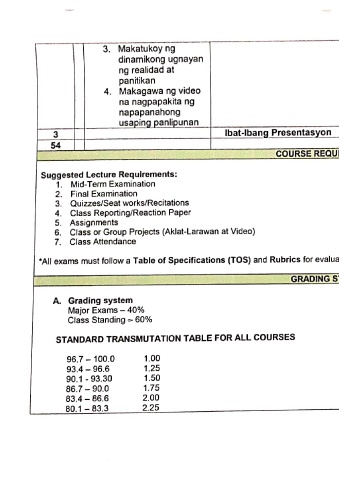 3. Makatukoy ng
dinamikong ugnayan
ng realidad at
panitikan
4. Makagawa ng video
na nagpapakita ng
napapanahong
usaping panlipunan
3 Ibat-Ibang Presentasyon
54
COURSE REQU
Suggested Lecture Requirements:
1. Mid-Term Examination
2. Final Examination
3. Quizzes/Seat works/Recitations
4. Class Reporting/Reaction Paper
5. Assignments
6. Class or Group Projects (Aklat-Larawan at Video)
7. Class Attendance
*All exams must follow a Table of Specifications (TOS) and Rubrics for evalua
GRADING S
A. Grading system
Major Exams – 40%
Class Standing – 60%
STANDARD TRANSMUTATION TABLE FOR ALL COURSES
96.7 – 100.0 1.00
93.4 – 96.6 1.25
90.1 - 93.30 1.50
86.7 – 90.0 1.75
83.4 – 86.6 2.00
80.1 – 83.3 2.25